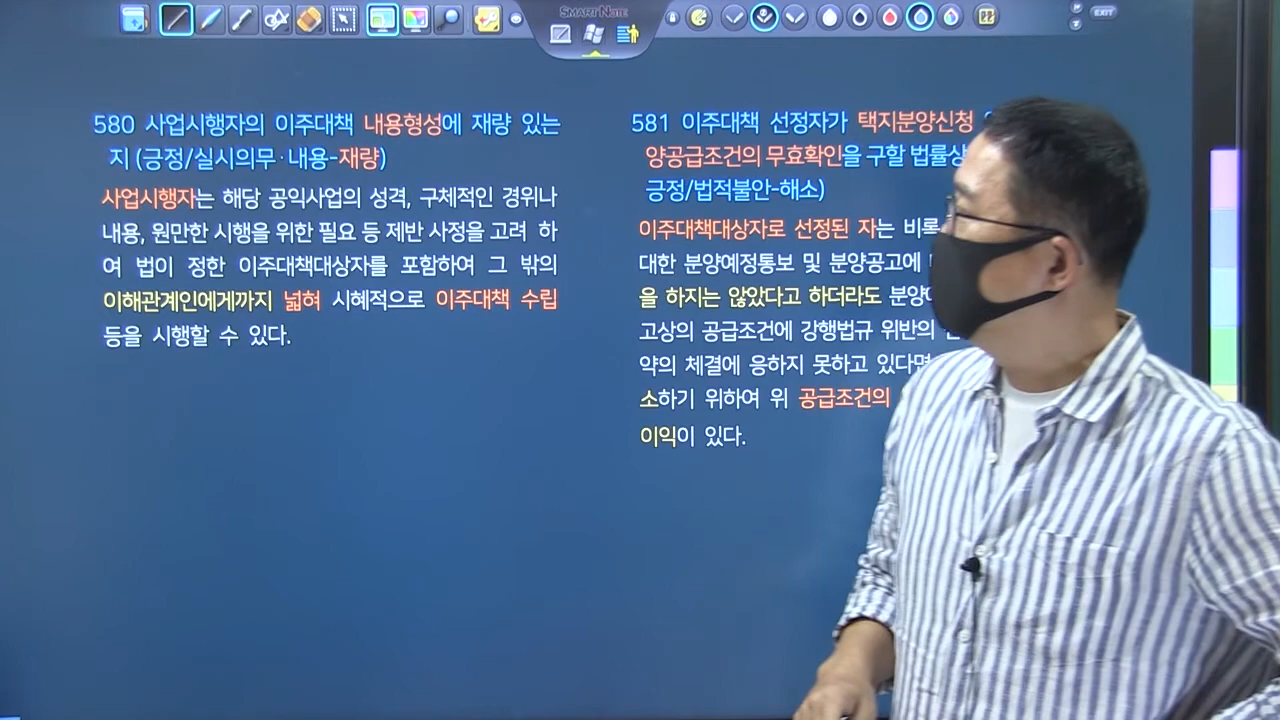 SMART NOTE
EXIT
580 사업시행자의 이주대책 내용형성에 재량 있는
지 (긍정/실시의무·내용-재량)
사업시행자는 해당 공익사업의 성격, 구체적인 경위나
내용, 원만한 시행을 위한 필요 등 제반 사정을 고려 하
여 법이 정한 이주대책대상자를 포함하여 그 밖의
이해관계인에게까지 넓혀 시혜적으로 이주대책 수립
등을 시행할 수 있다.
581 이주대책 선정자가 택지분양신청
양공급조건의 무효확인을 구할 법률상
긍정/법적불안-해소)
이주대책대상자로 선정된 자는 비록
대한 분양예정통보 및 분양공고에
을 하지는 않았다고 하더라도
고상의 공급조건에 강행법규 위반의
약의 체결에 응하지 못하고 있다면
소하기 위하여 위 공급조건의
이익이 있다.